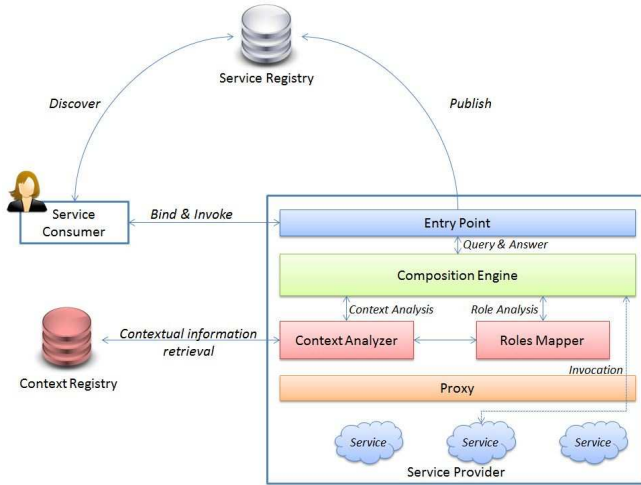 Service Registry
Discover
Publish
Service
Consumer
Bind & Invoke
Entry Point
Query & Answer
Composition Engine
Context Analysis
Role Analysis
Contextual information
retrieval
Context Analyzer
Roles Mapper
Context Registry
Invocation
Proxy
Service
Service
Service
Service Provider